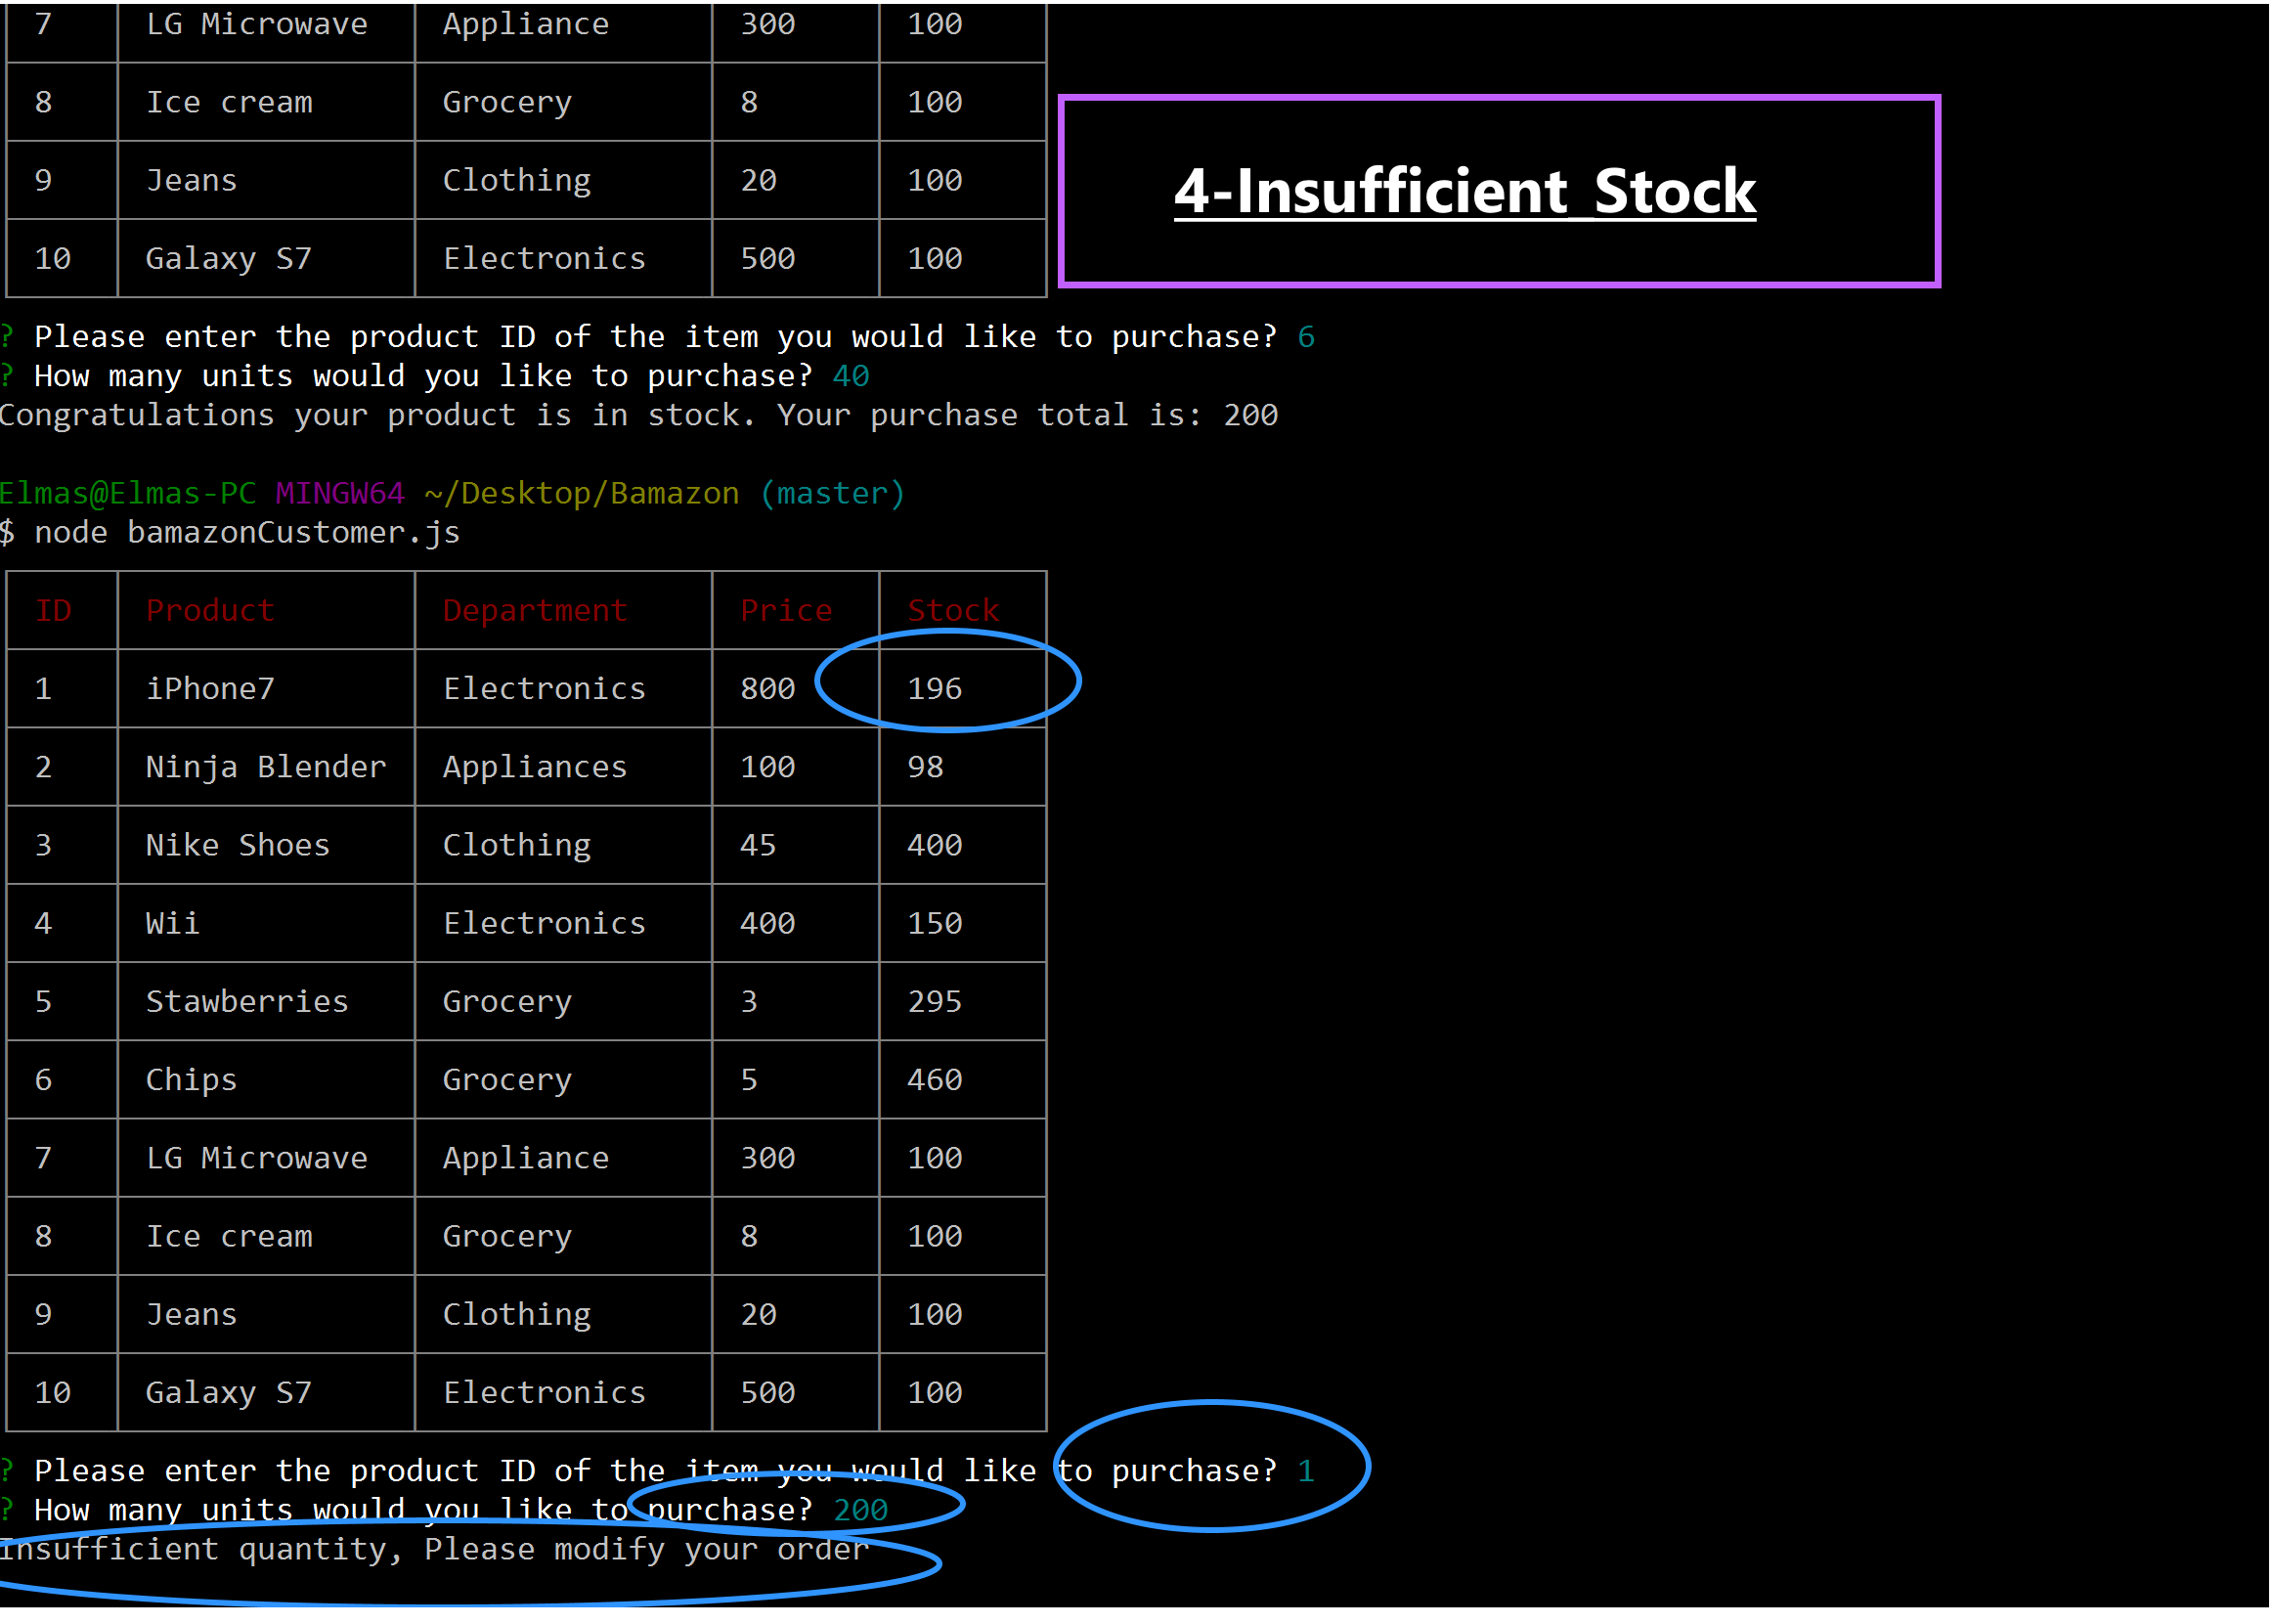 7 LG Microwave Appliance 300 100
8 Ice cream Grocery 8 100
9 Jeans Clothing 20 100
10 Galaxy S7 Electronics 500 100
4-Insufficient_Stock
? Please enter the product ID of the item you would like to purchase? 6
? How many units would you like to purchase? 40
Congratulations your product is in stock. Your purchase total is: 200
Elmas@Elmas-PC MINGW64 ~/Desktop/Bamazon (master)
$ node bamazonCustomer.js
ID Product Department Price Stock
1 iPhone7 Electronics 800 196
2 Ninja Blender Appliances 100 98
3 Nike Shoes Clothing 45 400
4 Wii Electronics 400 150
5 Stawberries Grocery 3 295
6 Chips Grocery 5 460
7 LG Microwave Appliance 300 100
8 Ice cream Grocery 8 100
9 Jeans Clothing 20 100
10 Galaxy S7 Electronics 500 100
? Please enter the product ID of the item you would like to purchase? 1
? How many units would you like to purchase? 200
Insufficient quantity, Please modify your order